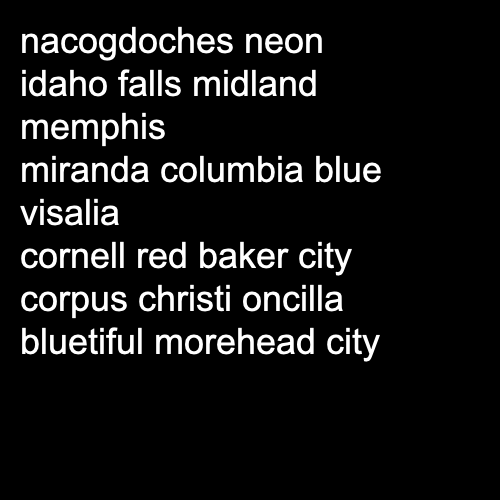 nacogdoches neon
idaho falls midland
memphis
miranda columbia blue
visalia
cornell red baker city
corpus christi oncilla
bluetiful morehead city